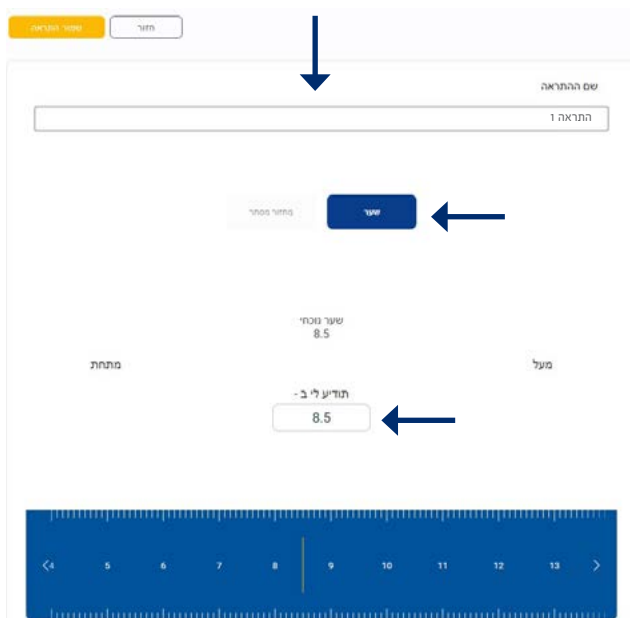 חזור
שמור התראה
שם ההתראה
התראה 1
שער
מחזור מסחר
שער נוכחי
8.5
מעל
מתחת
תודיע לי ב -
8.5
4 5 6 7 8 9 10 11 12 13